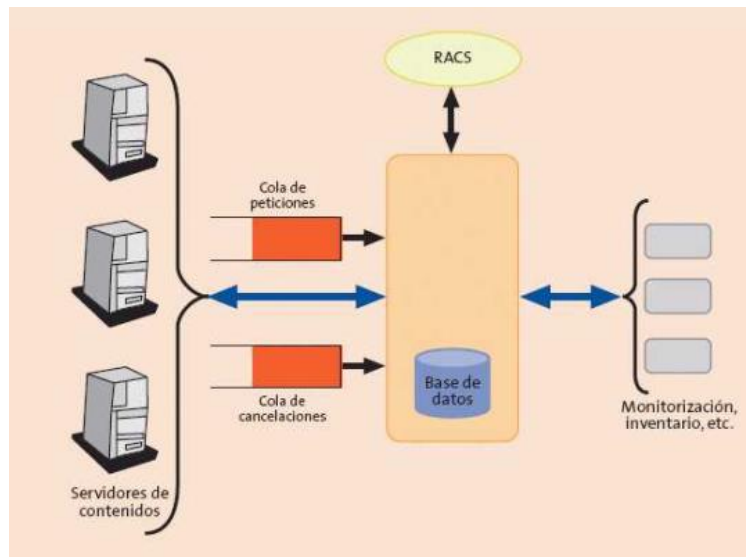 RACS
Cola de
peticiones
Base de
datos
Cola de
cancelaciones
Monitorización,
inventario, etc.
Servidores de
contenidos